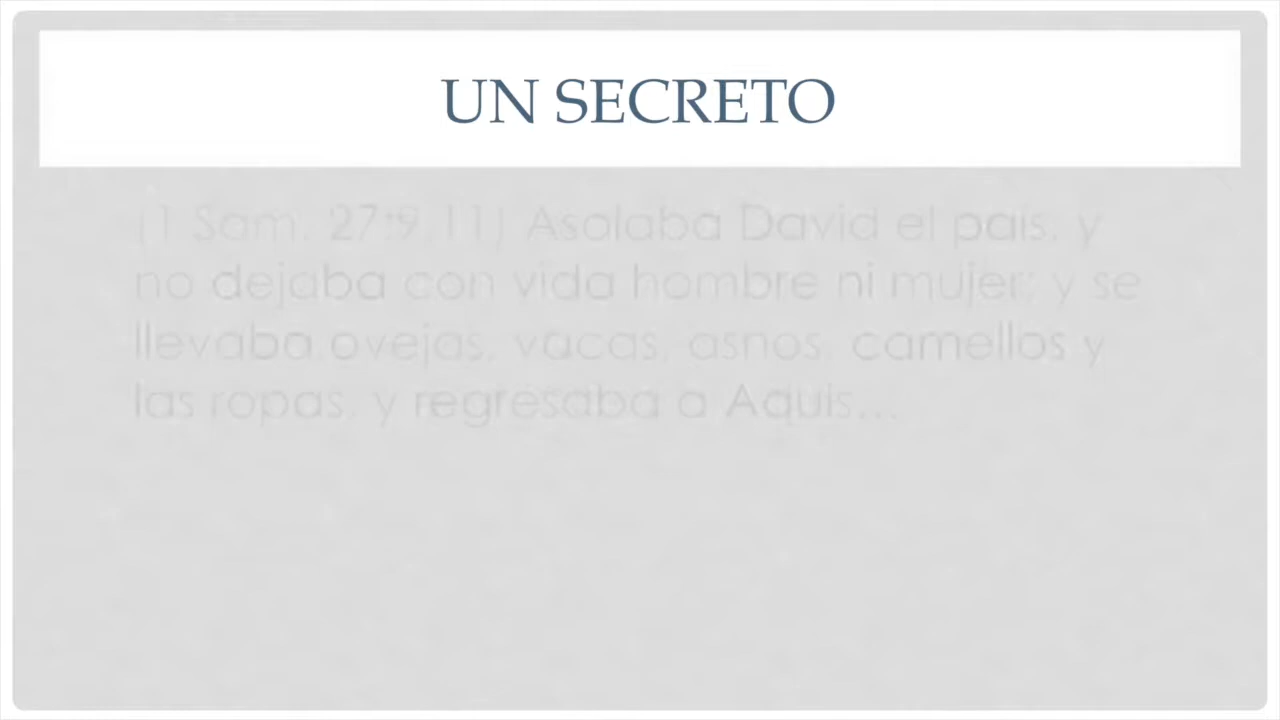 UN SECRETO
(1 Sam. 27:9,11) Asolaba David el país, y
no dejaba con vida hombre ni mujer; y se
llevaba ovejas, vacas, asnos, camellos y
las ropas, y regresaba a Aquis...